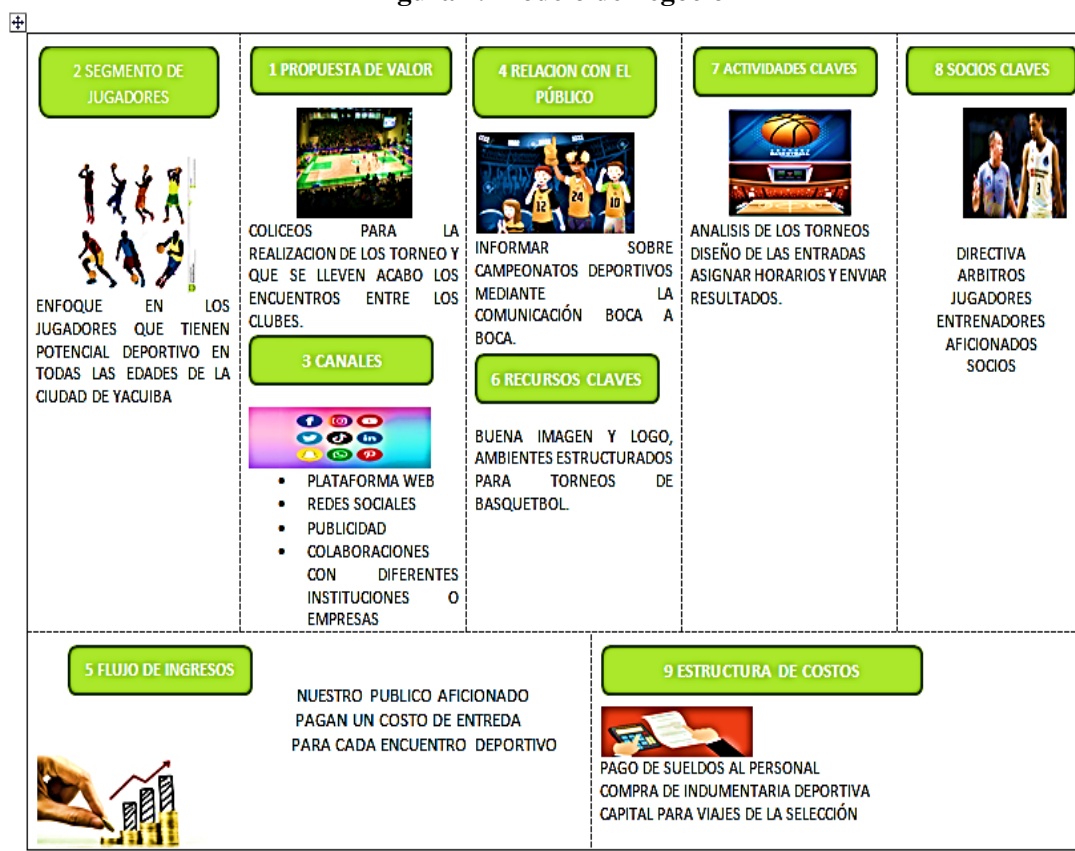 2 SEGMENTO DE
JUGADORES
ENFOQUE EN LOS
JUGADORES QUE TIENEN
POTENCIAL DEPORTIVO EN
TODAS LAS EDADES DE LA
CIUDAD DE YACUIBA
1 PROPUESTA DE VALOR
COLICEOS PARA LA
REALIZACION DE LOS TORNEO Y
QUE SE LLEVEN ACABO LOS
ENCUENTROS ENTRE LOS
CLUBES.
3 CANALES
• PLATAFORMA WEB
• REDES SOCIALES
• PUBLICIDAD
• COLABORACIONES
CON DIFERENTES
INSTITUCIONES O
EMPRESAS
4 RELACION CON EL
PÚBLICO
12
24
10
INFORMAR SOBRE
CAMPEONATOS DEPORTIVOS
MEDIANTE LA
COMUNICACIÓN BOCA A
BOCA.
6 RECURSOS CLAVES
BUENA IMAGEN Y LOGO,
AMBIENTES ESTRUCTURADOS
PARA TORNEOS DE
BASQUETBOL.
7 ACTIVIDADES CLAVES
ANALISIS DE LOS TORNEOS
DISEÑO DE LAS ENTRADAS
ASIGNAR HORARIOS Y ENVIAR
RESULTADOS.
8 SOCIOS CLAVES
3
DIRECTIVA
ARBITROS
JUGADORES
ENTRENADORES
AFICIONADOS
SOCIOS
5 FLUJO DE INGRESOS
NUESTRO PUBLICO AFICIONADO
PAGAN UN COSTO DE ENTREDA
PARA CADA ENCUENTRO DEPORTIVO
9 ESTRUCTURA DE COSTOS
PAGO DE SUELDOS AL PERSONAL
COMPRA DE INDUMENTARIA DEPORTIVA
CAPITAL PARA VIAJES DE LA SELECCIÓN